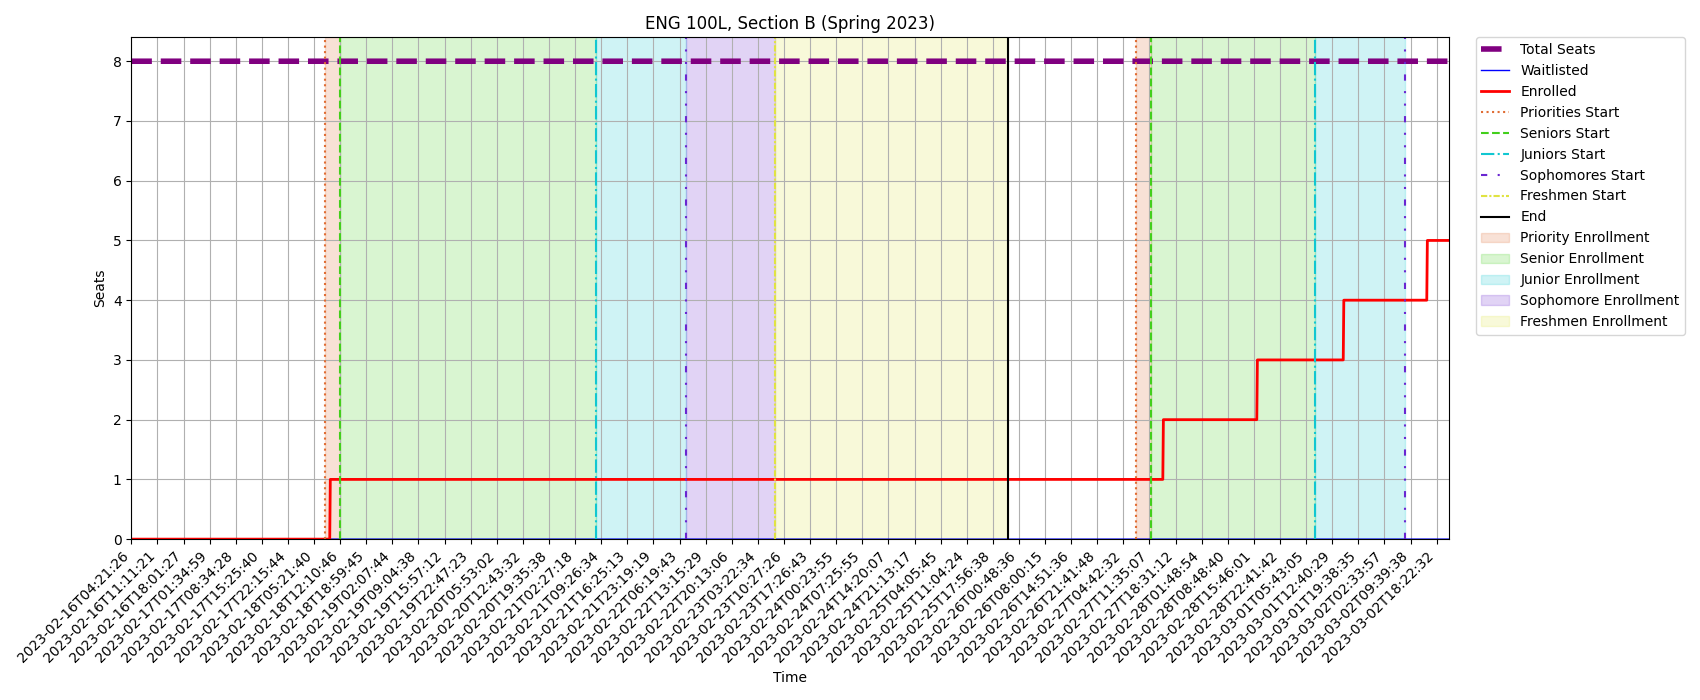 ENG 100L, Section B (Spring 2023)
Seats
8
7
6
5
4
3
2
1
0
2023-02-16T04:21:26
2023-02-16T11:11:21
2023-02-16T18:01:27
2023-02-17T01:34:59
2023-02-17T08:34:28
2023-02-17T15:25:40
2023-02-17T22:15:44
2023-02-18T05:21:40
2023-02-18T12:10:46
2023-02-18T18:59:45
2023-02-19T02:07:44
2023-02-19T09:04:38
2023-02-19T15:57:12
2023-02-19T22:47:23
2023-02-20T05:53:02
2023-02-20T12:43:32
2023-02-20T19:35:38
2023-02-21T02:27:18
2023-02-21T09:26:34
2023-02-21T16:25:13
2023-02-21T23:19:19
2023-02-22T06:19:43
2023-02-22T13:15:29
2023-02-22T20:13:06
2023-02-23T03:22:34
2023-02-23T10:27:26
2023-02-23T17:26:43
2023-02-24T00:23:55
2023-02-24T07:25:55
2023-02-24T14:20:07
2023-02-24T21:13:17
2023-02-25T04:05:45
2023-02-25T11:04:24
2023-02-25T17:56:38
2023-02-26T00:48:36
2023-02-26T08:00:15
2023-02-26T14:51:36
2023-02-26T21:41:48
2023-02-27T04:42:32
2023-02-27T11:35:07
2023-02-27T18:31:12
2023-02-28T01:48:54
2023-02-28T08:48:40
2023-02-28T15:46:01
2023-02-28T22:41:42
2023-03-01T05:43:05
2023-03-01T12:40:29
2023-03-01T19:38:35
2023-03-02T02:33:57
2023-03-02T09:39:38
2023-03-02T18:22:32
Time
Total Seats
Waitlisted
Enrolled
Priorities Start
Seniors Start
Juniors Start
Sophomores Start
Freshmen Start
End
Priority Enrollment
Senior Enrollment
Junior Enrollment
Sophomore Enrollment
Freshmen Enrollment